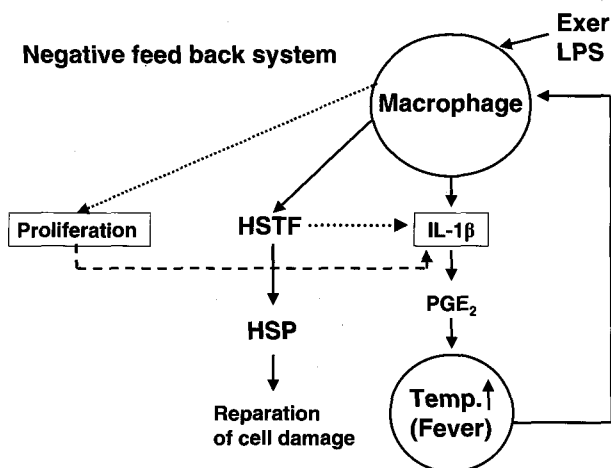 Exer
LPS
Negative feed back system
Macrophage
Proliferation
HSTF
IL-1β
PGE₂
HSP
Temp.↑
(Fever)
Reparation
of cell damage